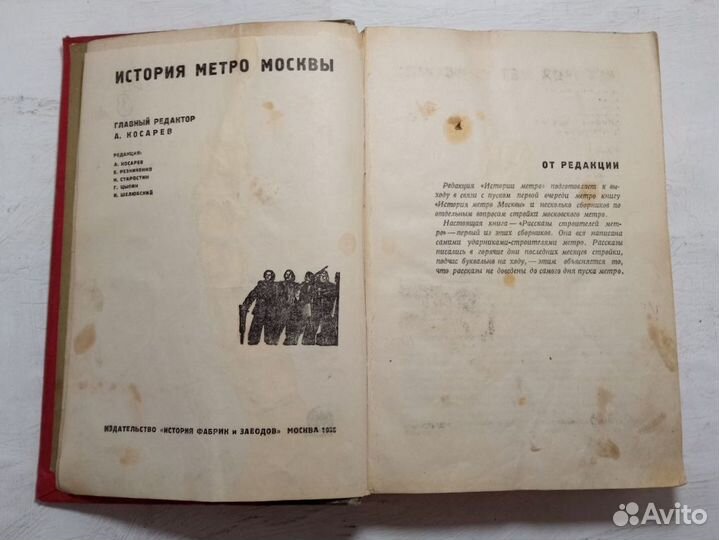 ИСТОРИЯ МЕТРО МОСКВЫ
ГЛАВНЫЙ РЕДАКТОР
А. КОСАРЕВ
РЕДАКЦИЯ:
А. КОСАРЕВ
Б. РЕЗНИЧЕНКО
Н. СТАРОСТИН
Г. ЦЫПИН
И. ШЕЛЮБСКИЙ
ИЗДАТЕЛЬСТВО «ИСТОРИЯ ФАБРИК и ЗАВОДОВ» МОСКВА 1935
ОТ РЕДАКЦИИ
Редакция «Истории метро» подготовляет к вы-
ходу в связи с пуском первой очереди метро книгу
«История метро Москвы» и несколько сборников по
отдельным вопросам стройки московского метро.
Настоящая книга — «Рассказы строителей мет-
ро» — первый из этих сборников. Она вся написана
самими ударниками-строителями метро. Рассказы
писались в горячие дни последних месяцев стройки,
подчас буквально на ходу, — этим объясняется то,
что рассказы не доведены до самого дня пуска метро.
Avito